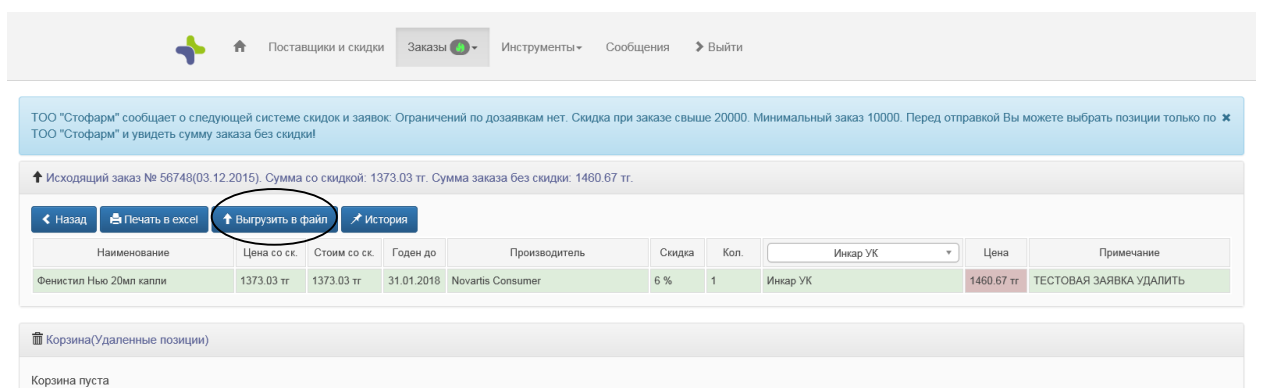 Поставщики и скидки Заказы Инструменты Сообщения Выйти
ТОО "Стофарм" сообщает о следующей системе скидок и заявок: Ограничений по дозаявкам нет. Скидка при заказе свыше 20000. Минимальный заказ 10000. Перед отправкой Вы можете выбрать позиции только по
ТОО "Стофарм" и увидеть сумму заказа без скидки!
Исходящий заказ № 56748(03.12.2015). Сумма со скидкой: 1373.03 тг. Сумма заказа без скидки: 1460.67 тг.
Назад Печать в excel Выгрузить в файл История
Наименование Цена со ск. Стоим со ск. Годен до Производитель Скидка Кол. Инкар УК Цена Примечание
Фенистил Нью 20мл капли 1373.03 тг 1373.03 тг 31.01.2018 Novartis Consumer 6 % 1 Инкар УК 1460.67 тг ТЕСТОВАЯ ЗАЯВКА УДАЛИТЬ
Корзина(Удаленные позиции)
Корзина пуста